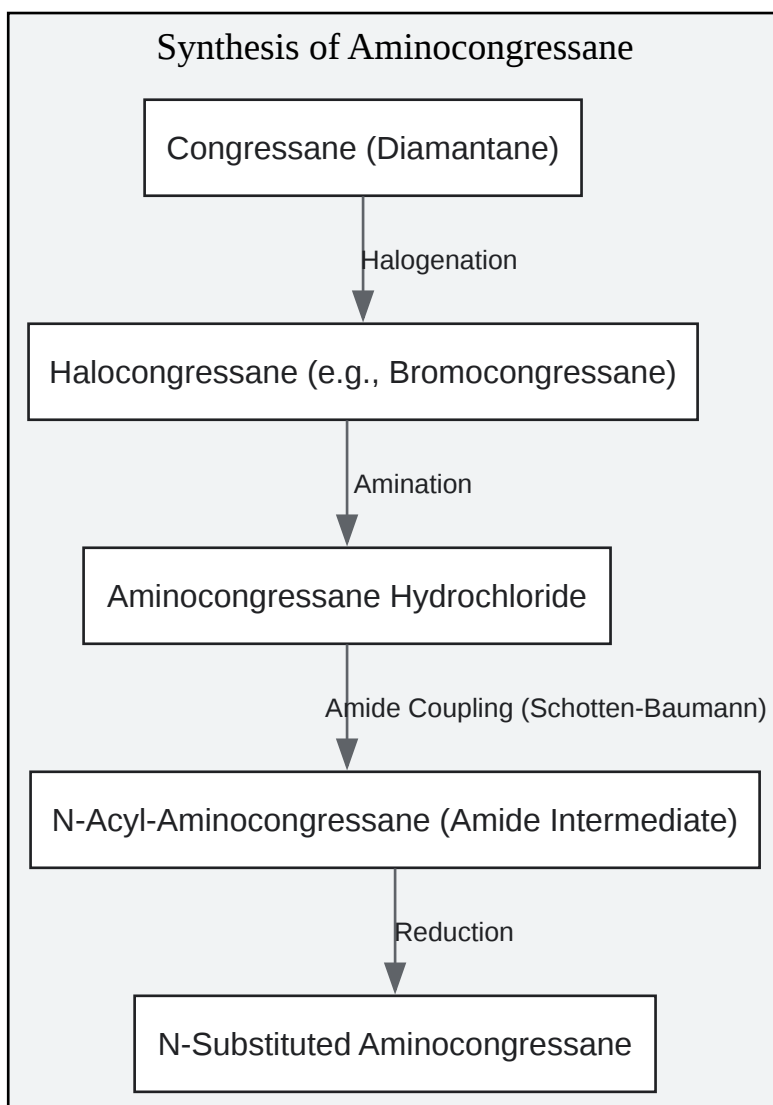 Synthesis of Aminocongressane
Congressane (Diamantane)
Halogenation
Halocongressane (e.g., Bromocongressane)
Amination
Aminocongressane Hydrochloride
Amide Coupling (Schotten-Baumann)
N-Acyl-Aminocongressane (Amide Intermediate)
Reduction
N-Substituted Aminocongressane